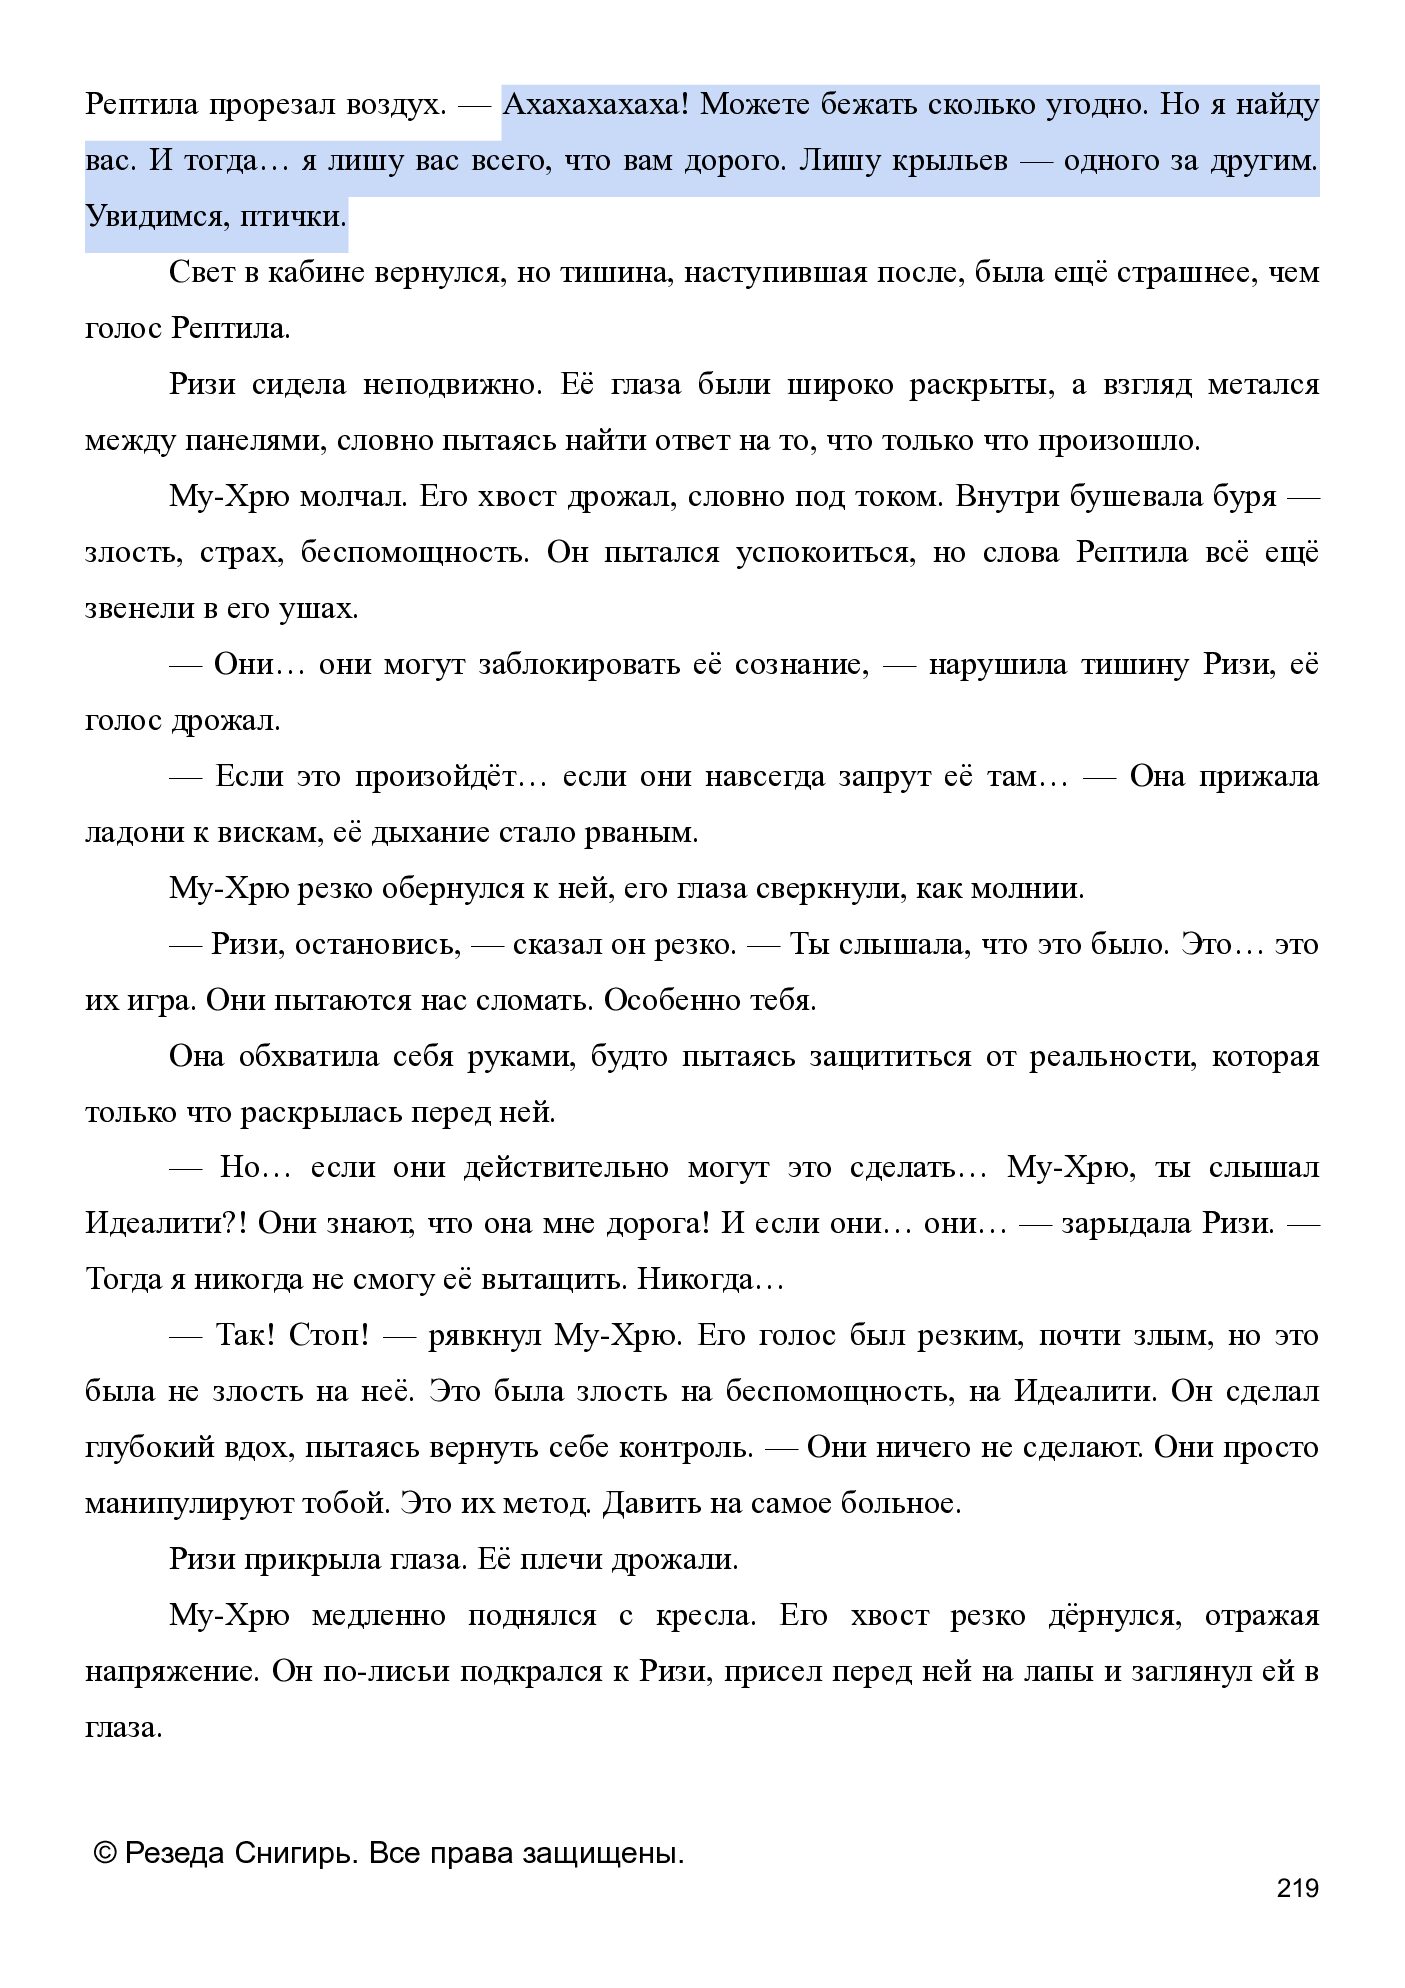 Рептила прорезал воздух. — Ахахахахаха! Можете бежать сколько угодно. Но я найду
вас. И тогда… я лишу вас всего, что вам дорого. Лишу крыльев — одного за другим.
Увидимся, птички.
Свет в кабине вернулся, но тишина, наступившая после, была ещё страшнее, чем
голос Рептила.
Ризи сидела неподвижно. Её глаза были широко раскрыты, а взгляд метался
между панелями, словно пытаясь найти ответ на то, что только что произошло.
Му-Хрю молчал. Его хвост дрожал, словно под током. Внутри бушевала буря —
злость, страх, беспомощность. Он пытался успокоиться, но слова Рептила всё ещё
звенели в его ушах.
— Они… они могут заблокировать её сознание, — нарушила тишину Ризи, её
голос дрожал.
— Если это произойдёт… если они навсегда запрут её там… — Она прижала
ладони к вискам, её дыхание стало рваным.
Му-Хрю резко обернулся к ней, его глаза сверкнули, как молнии.
— Ризи, остановись, — сказал он резко. — Ты слышала, что это было. Это… это
их игра. Они пытаются нас сломать. Особенно тебя.
Она обхватила себя руками, будто пытаясь защититься от реальности, которая
только что раскрылась перед ней.
— Но… если они действительно могут это сделать… Му-Хрю, ты слышал
Идеалити?! Они знают, что она мне дорога! И если они… они… — зарыдала Ризи. —
Тогда я никогда не смогу её вытащить. Никогда…
— Так! Стоп! — рявкнул Му-Хрю. Его голос был резким, почти злым, но это
была не злость на неё. Это была злость на беспомощность, на Идеалити. Он сделал
глубокий вдох, пытаясь вернуть себе контроль. — Они ничего не сделают. Они просто
манипулируют тобой. Это их метод. Давить на самое больное.
Ризи прикрыла глаза. Её плечи дрожали.
Му-Хрю медленно поднялся с кресла. Его хвост резко дёрнулся, отражая
напряжение. Он по-лисьи подкрался к Ризи, присел перед ней на лапы и заглянул ей в
глаза.
© Резеда Снигирь. Все права защищены.
219